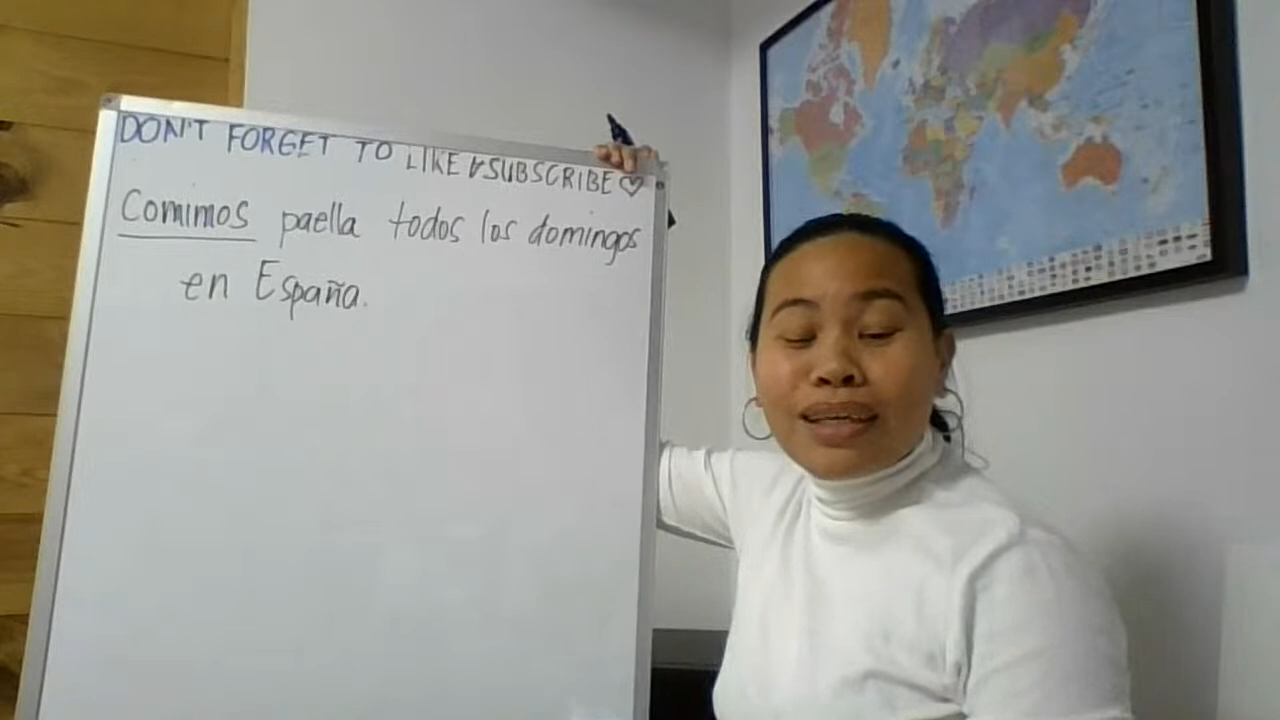 DON'T FORGET TO LIKE & SUBSCRIBE ♡
Comimos paella todos los domingos
en España.